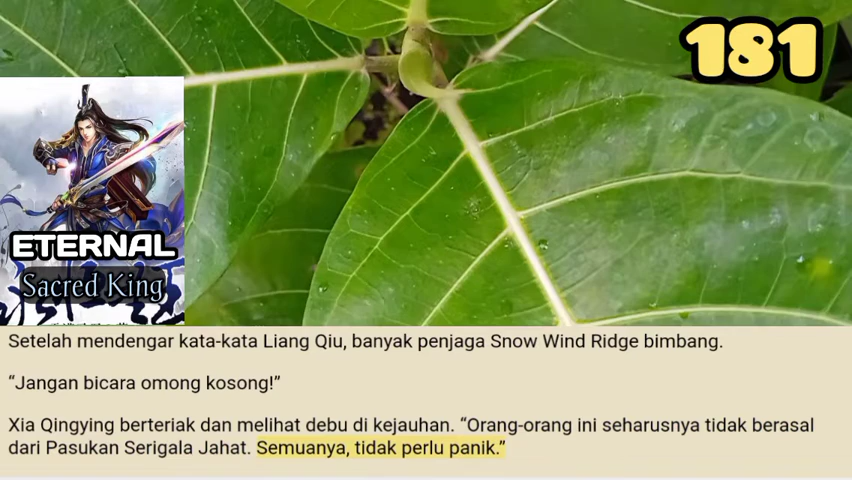 181
ETERNAL
Sacred King
Setelah mendengar kata-kata Liang Qiu, banyak penjaga Snow Wind Ridge bimbang.
“Jangan bicara omong kosong!”
Xia Qingying berteriak dan melihat debu di kejauhan. “Orang-orang ini seharusnya tidak berasal
dari Pasukan Serigala Jahat. Semuanya, tidak perlu panik.”